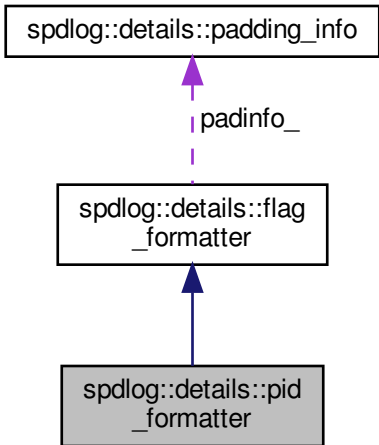 spdlog::details::padding_info
padinfo_
spdlog::details::flag
_formatter
spdlog::details::pid
_formatter